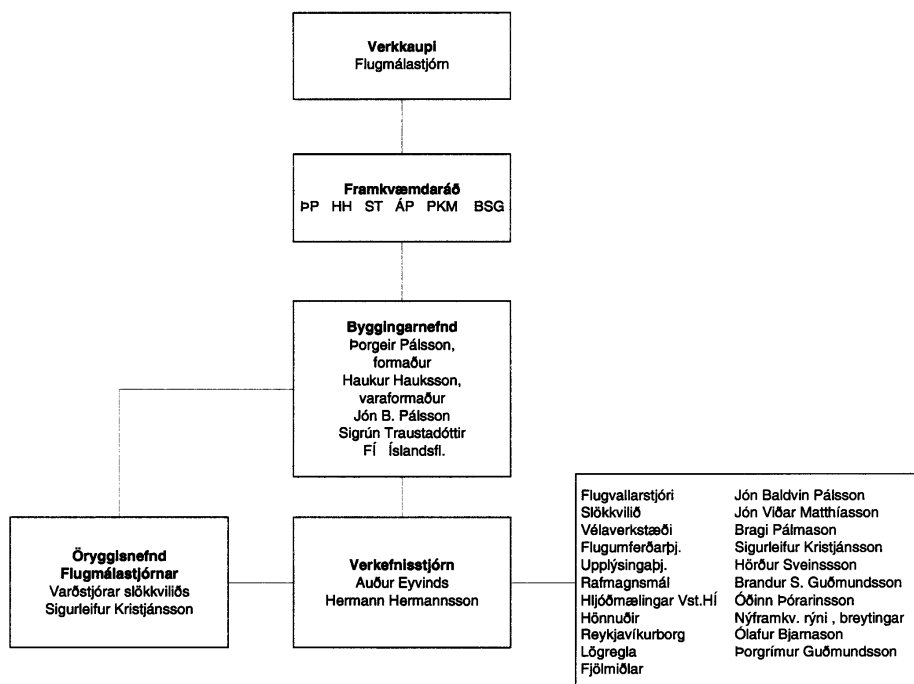 Verkkaupi
Flugmálastjórn
Framkvæmdaráð
ÞP HH ST ÁP PKM BSG
Byggingarnefnd
Þorgeir Pálsson,
formaður
Haukur Hauksson,
varaformaður
Jón B. Pálsson
Sigrún Traustadóttir
FÍ Íslandsfl.
Öryggisnefnd
Flugmálastjórnar
Varðstjórar slökkviliðs
Sigurleifur Kristjánsson
Verkefnisstjórn
Auður Eyvinds
Hermann Hermannsson
Flugvallarstjóri Jón Baldvin Pálsson
Slökkvilið Jón Viðar Matthíasson
Vélaverkstæði Bragi Pálmason
Flugumferðarþj. Sigurleifur Kristjánsson
Upplýsingaþj. Hörður Sveinssson
Rafmagnsmál Brandur S. Guðmundsson
Hljóðmælingar Vst.HÍ Óðinn Þórarinsson
Hönnuðir Nýframkv. rýni , breytingar
Reykjavíkurborg Ólafur Bjarnason
Lögregla Þorgrímur Guðmundsson
Fjölmiðlar